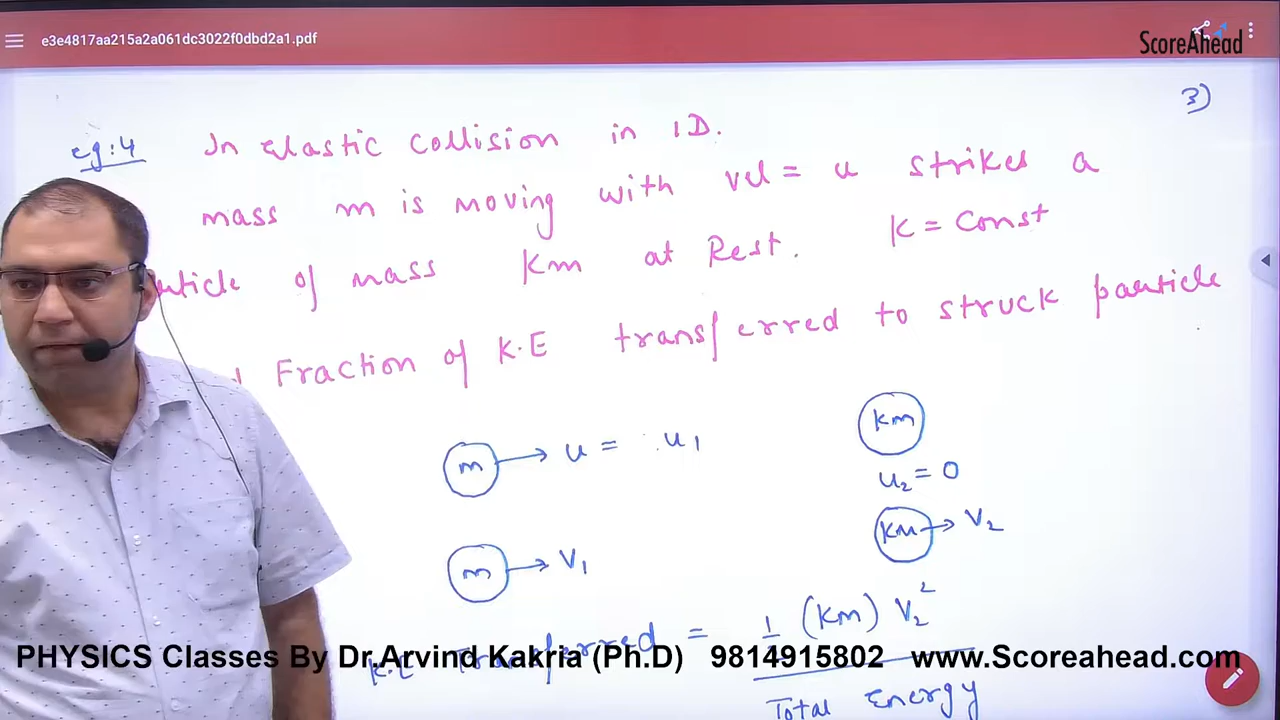 e3e4817aa215a2a061dc3022f0dbd2a1.pdf
ScoreAhead
3)
eg:4 In Elastic Collision in 1D.
mass m is moving with vel = u strikes a
of mass Km at Rest. K = Const
Fraction of K.E transferred to struck particle
m → u = u1
Km
u2 = 0
Km → V2
m → V1
K.E Transferred = 1/2 (Km) V2²
Total Energy
PHYSICS Classes By Dr.Arvind Kakria (Ph.D) 9814915802 www.Scoreahead.com